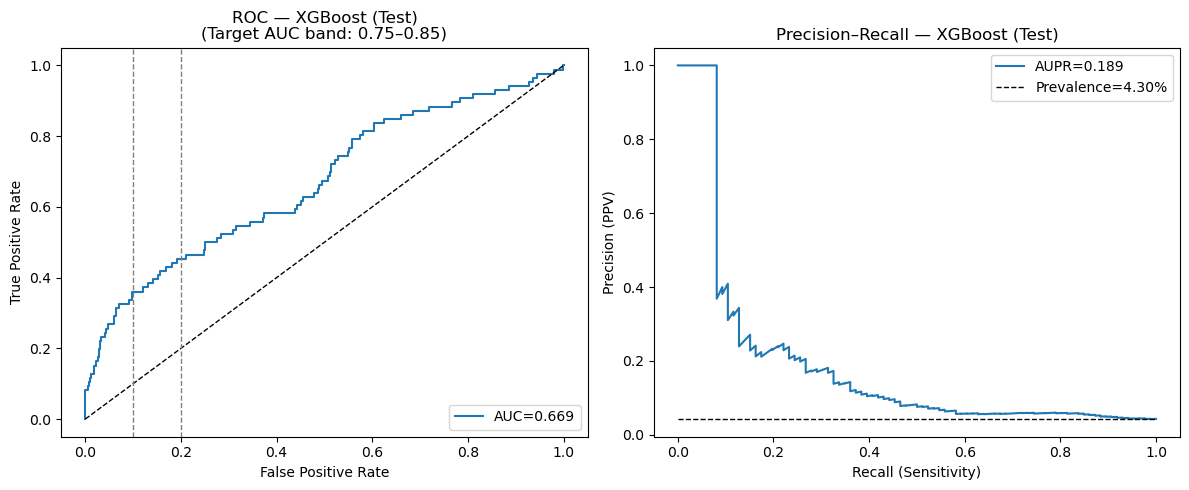 ROC — XGBoost (Test)
(Target AUC band: 0.75–0.85)
True Positive Rate
1.0
0.8
0.6
0.4
0.2
0.0
0.0 0.2 0.4 0.6 0.8 1.0
False Positive Rate
AUC=0.669
Precision–Recall — XGBoost (Test)
Precision (PPV)
1.0
0.8
0.6
0.4
0.2
0.0
0.0 0.2 0.4 0.6 0.8 1.0
Recall (Sensitivity)
AUPR=0.189
Prevalence=4.30%